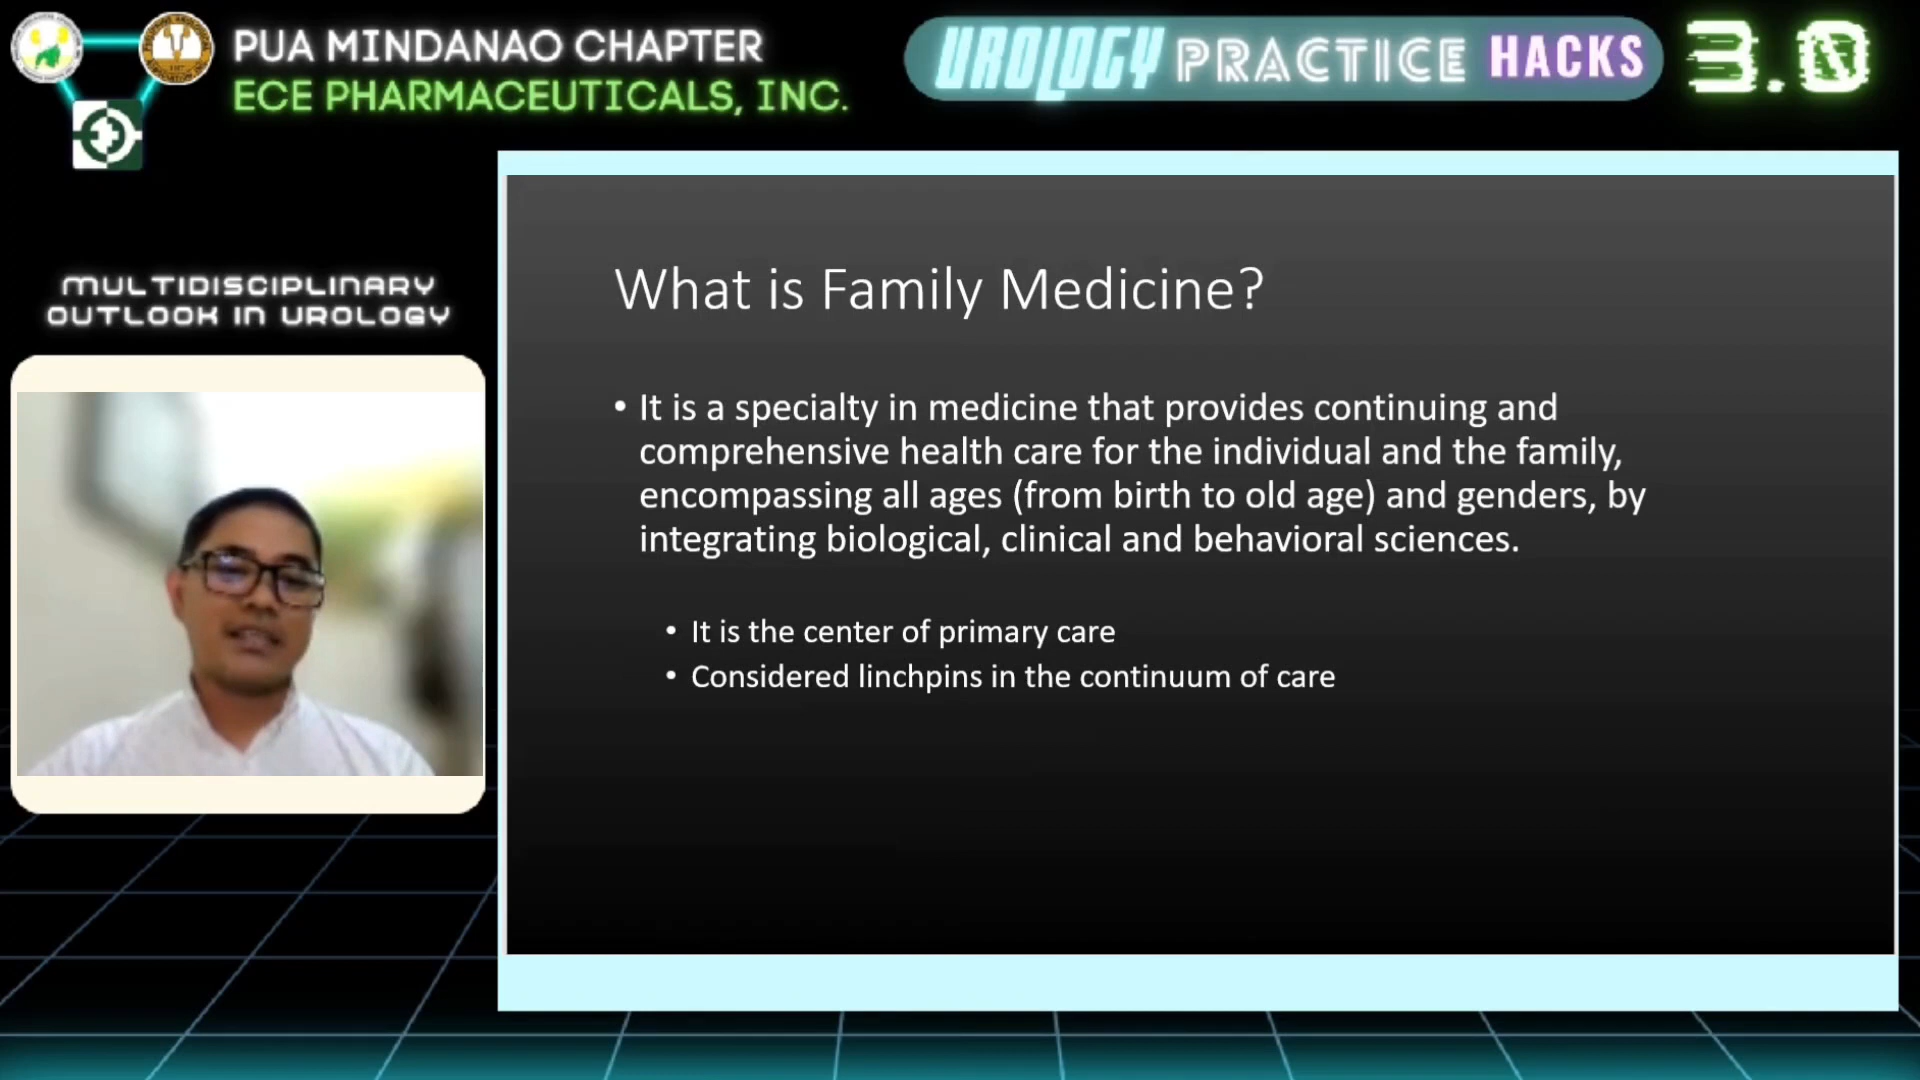 PUA MINDANAO CHAPTER
ECE PHARMACEUTICALS, INC.
UROLOGY PRACTICE HACKS 3.0
MULTIDISCIPLINARY
OUTLOOK IN UROLOGY
What is Family Medicine?
• It is a specialty in medicine that provides continuing and
comprehensive health care for the individual and the family,
encompassing all ages (from birth to old age) and genders, by
integrating biological, clinical and behavioral sciences.
• It is the center of primary care
• Considered linchpins in the continuum of care